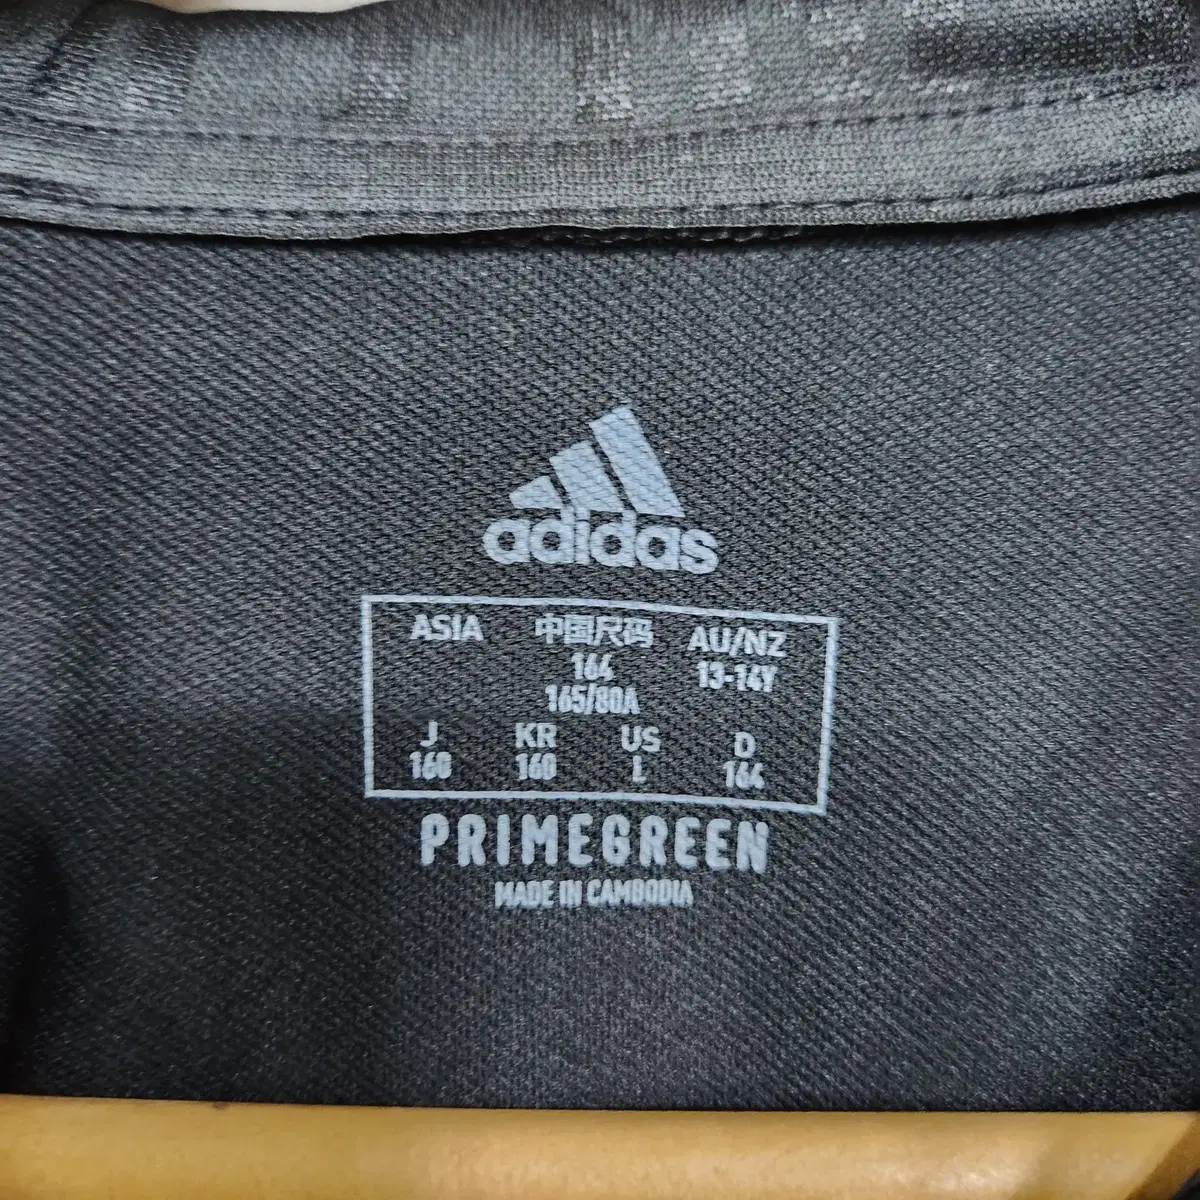 adidas
ASIA 中国尺码 AU/NZ
164 13-14Y
165/80A
J KR US D
160 160 L 164
PRIMEGREEN
MADE IN CAMBODIA